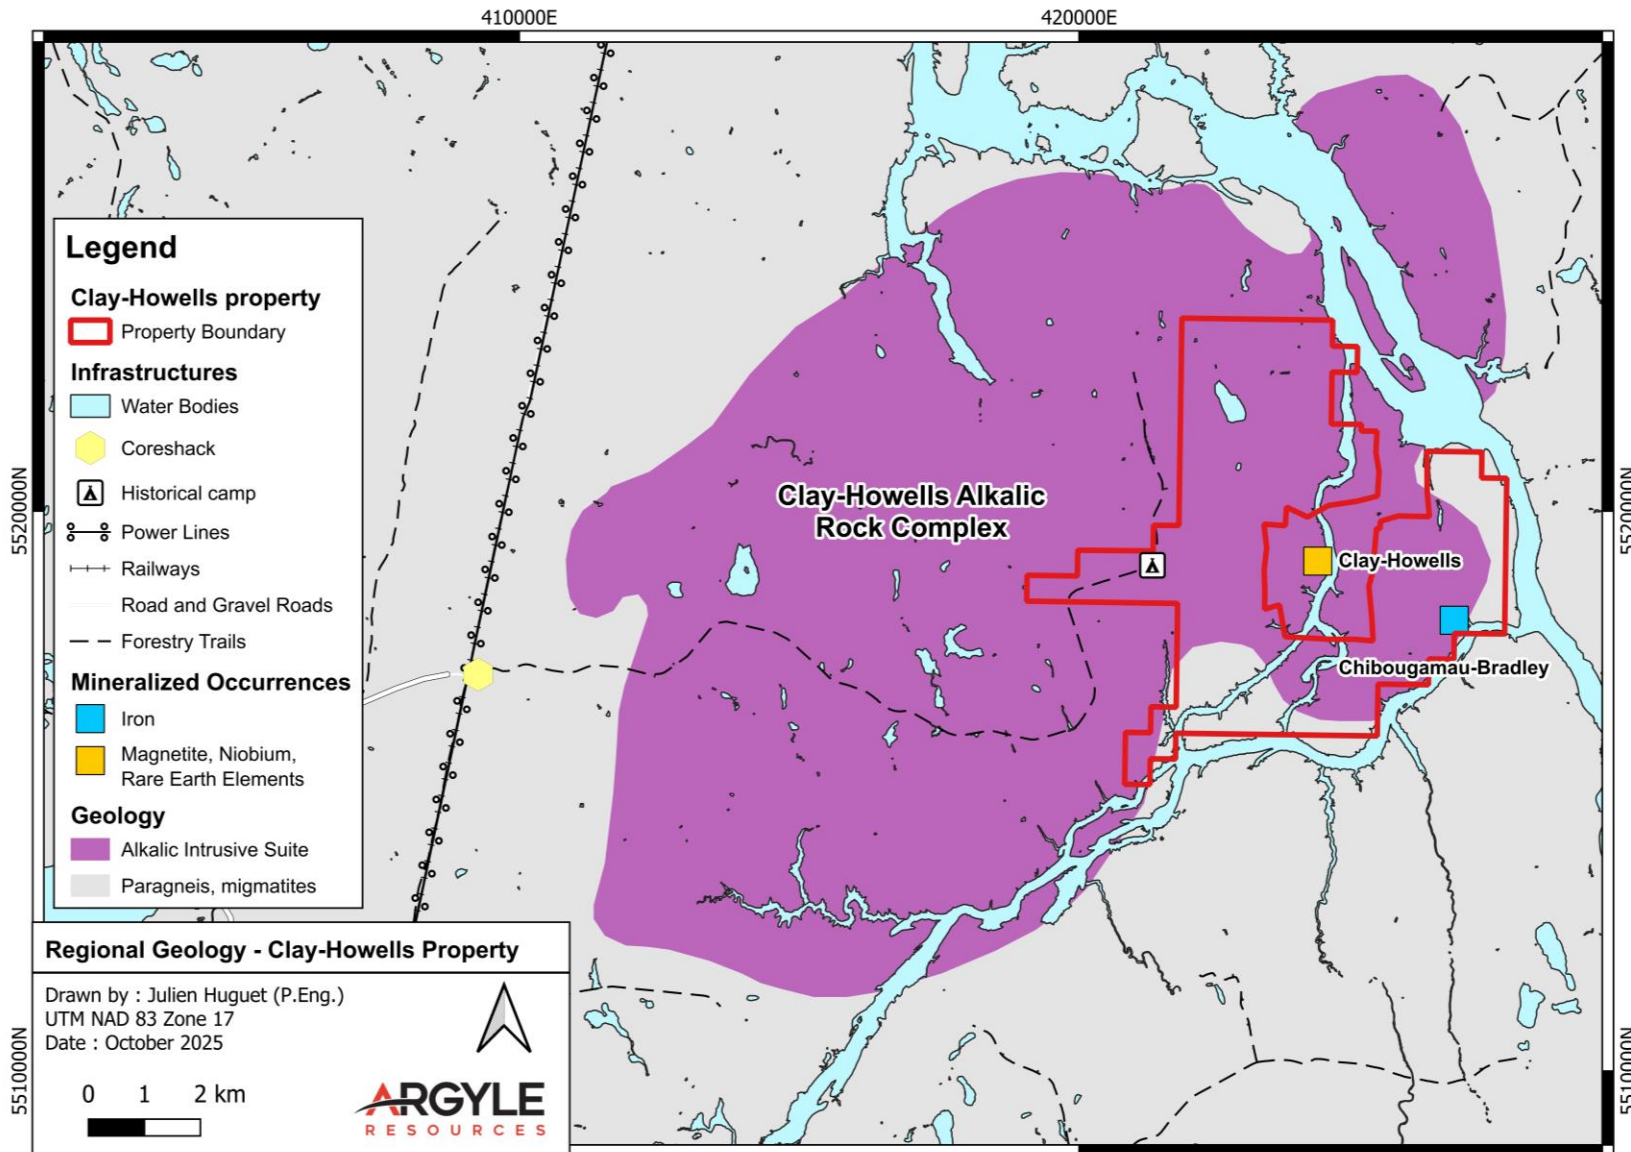 410000E
420000E
5520000N
5520000N
5510000N
5510000N
Legend
Clay-Howells property
Property Boundary
Infrastructures
Water Bodies
Coreshack
Historical camp
Power Lines
Railways
Road and Gravel Roads
Forestry Trails
Mineralized Occurrences
Iron
Magnetite, Niobium,
Rare Earth Elements
Geology
Alkalic Intrusive Suite
Paragneis, migmatites
Clay-Howells Alkalic
Rock Complex
Clay-Howells
Chibougamau-Bradley
Regional Geology - Clay-Howells Property
Drawn by : Julien Huguet (P.Eng.)
UTM NAD 83 Zone 17
Date : October 2025
0 1 2 km
ARGYLE
RESOURCES